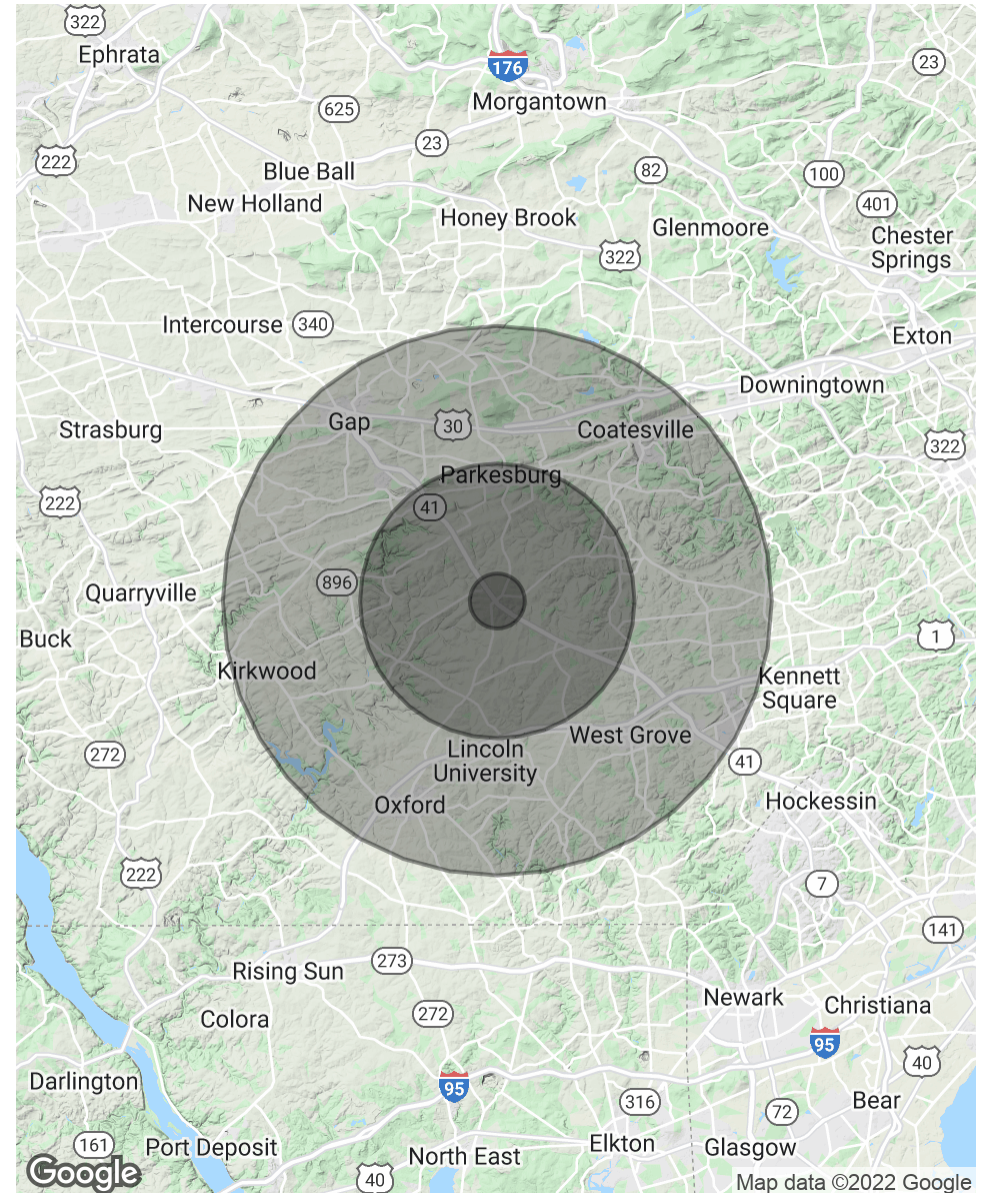 322
Ephrata
176
23
Morgantown
625
23
222
Blue Ball
82
100
New Holland
401
Honey Brook
Glenmoore
Chester
Springs
322
Intercourse
340
Exton
Downingtown
Gap
30
Coatesville
Strasburg
322
Parkesburg
222
41
896
Quarryville
Buck
1
Kirkwood
Kennett
Square
West Grove
Lincoln
University
272
41
Oxford
Hockessin
222
7
141
Rising Sun
273
Newark
Christiana
272
Colora
95
40
Darlington
95
316
72
Bear
161
Port Deposit
North East
Elkton
Glasgow
40
Google
Map data ©2022 Google